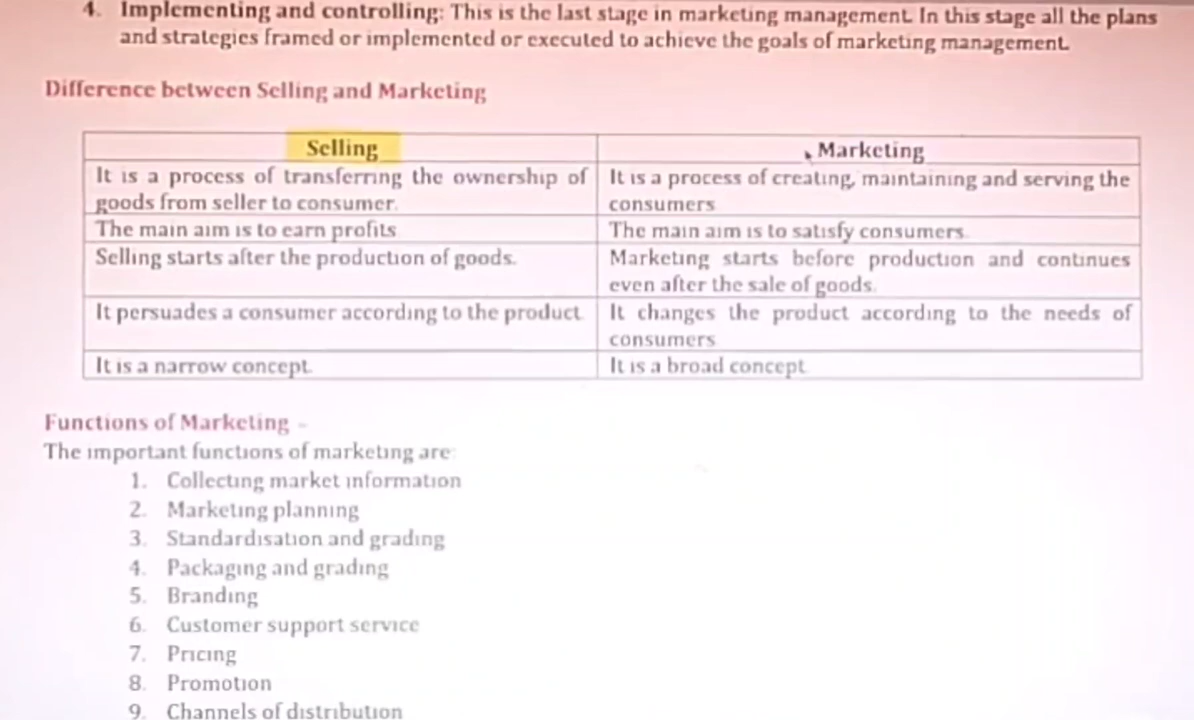 4. Implementing and controlling: This is the last stage in marketing management. In this stage all the plans
and strategies framed or implemented or executed to achieve the goals of marketing management.
Difference between Selling and Marketing
Selling
Marketing
It is a process of transferring the ownership of
goods from seller to consumer.
It is a process of creating, maintaining and serving the
consumers
The main aim is to earn profits
The main aim is to satisfy consumers.
Selling starts after the production of goods.
Marketing starts before production and continues
even after the sale of goods.
It persuades a consumer according to the product
It changes the product according to the needs of
consumers
It is a narrow concept.
It is a broad concept
Functions of Marketing -
The important functions of marketing are:
1. Collecting market information
2. Marketing planning
3. Standardisation and grading
4. Packaging and grading
5. Branding
6. Customer support service
7. Pricing
8. Promotion
9. Channels of distribution